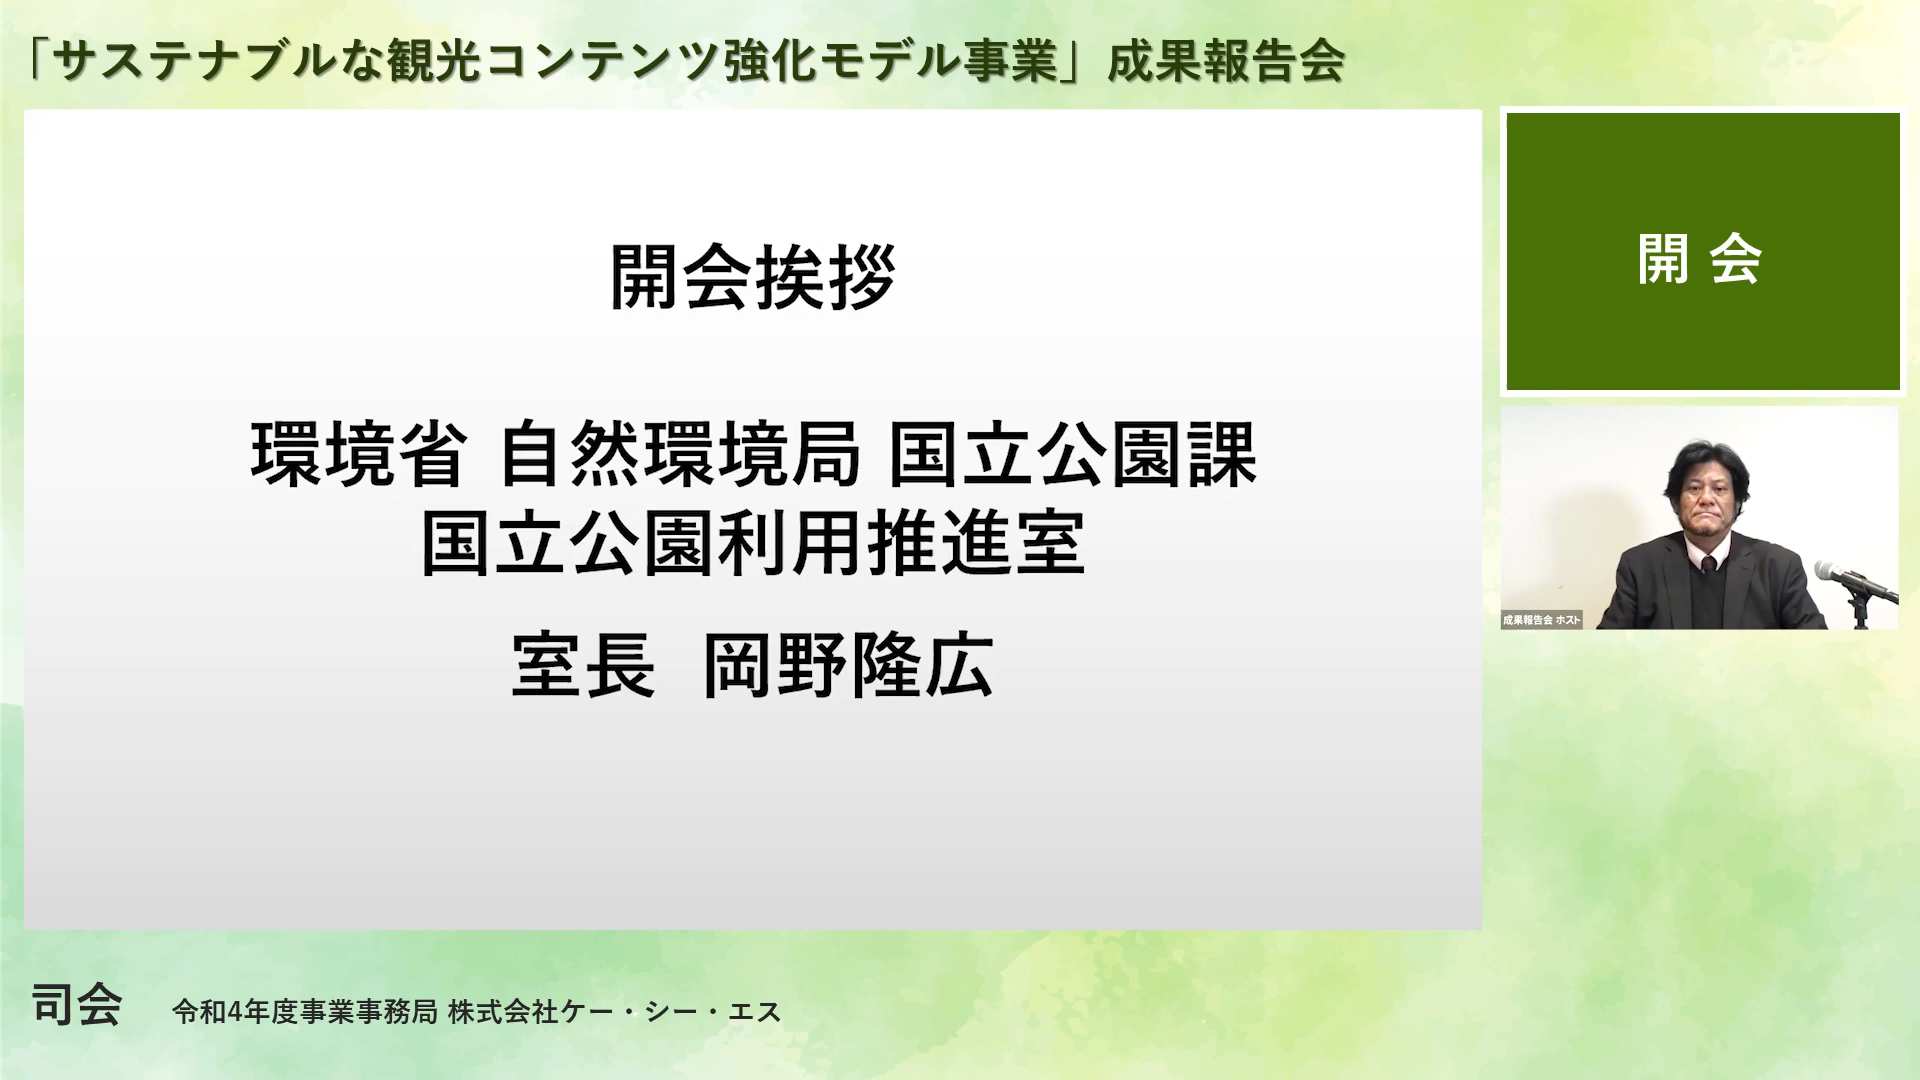 「サステナブルな観光コンテンツ強化モデル事業」成果報告会
開会挨拶
環境省 自然環境局 国立公園課
国立公園利用推進室
室長 岡野隆広
開 会
成果報告会 ホスト
司会 令和4年度事業事務局 株式会社ケー・シー・エス